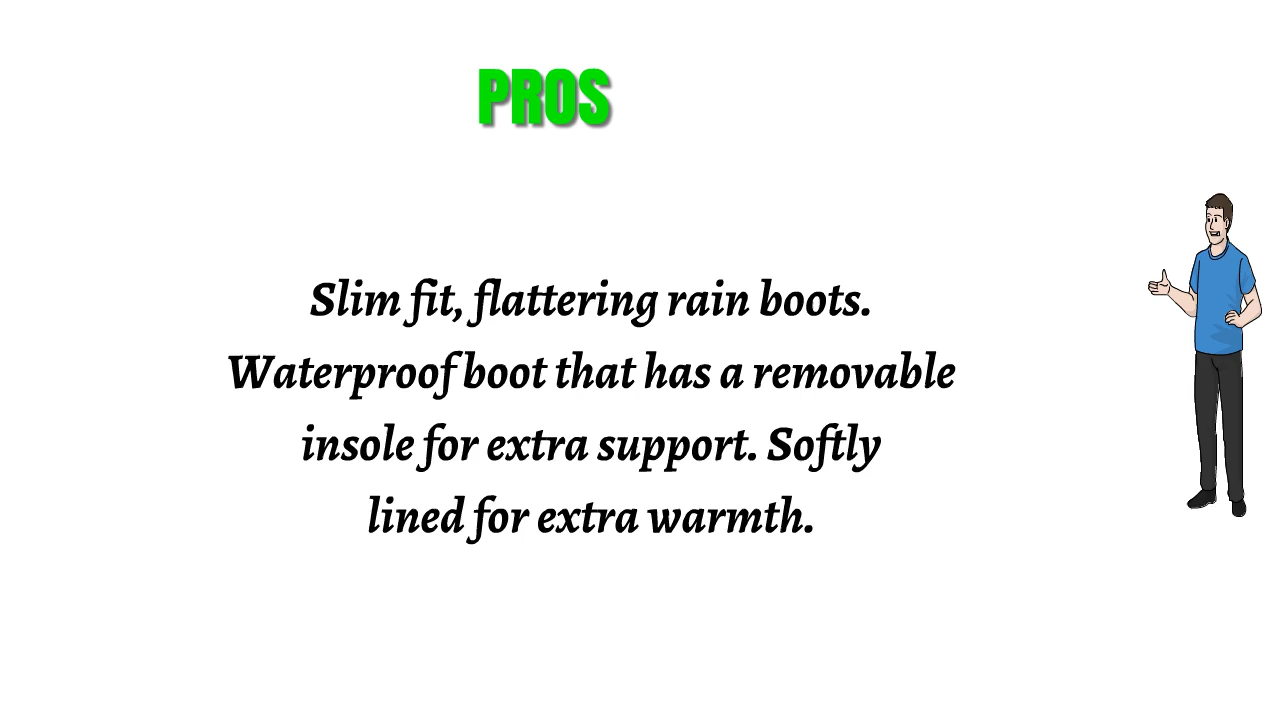 PROS
Slim fit, flattering rain boots.
Waterproof boot that has a removable
insole for extra support. Softly
lined for extra warmth.